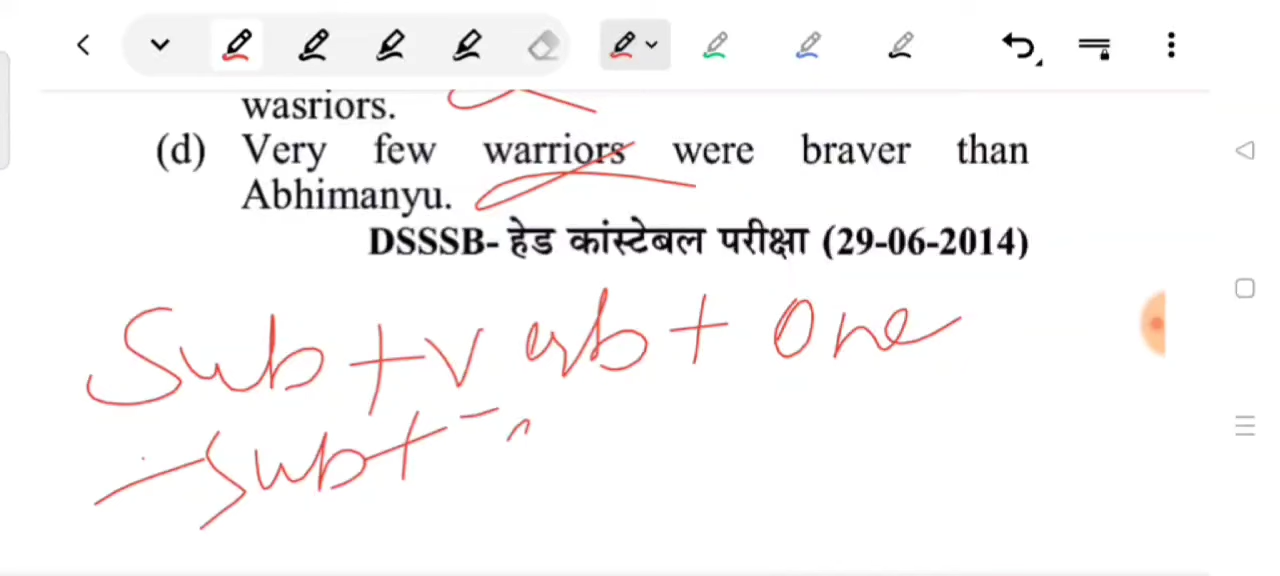 wasriors.
(d) Very few warriors were braver than
Abhimanyu.
DSSSB- हेड कांस्टेबल परीक्षा (29-06-2014)
Sub + Verb + One
Sub +